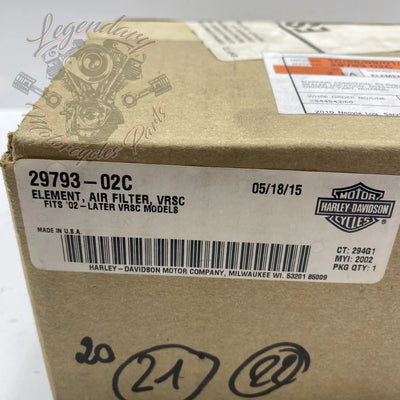 Legendary
Motorcycles Parts
A ELEMEN
29793-02C
05/18/15
ELEMENT, AIR FILTER, VRSC
FITS '02-LATER VRSC MODELS
MOTOR
HARLEY-DAVIDSON
CYCLES
MADE IN U.S.A.
CT: 294G1
MYI: 2002
PKG QTY: 1
HARLEY-DAVIDSON MOTOR COMPANY, MILWAUKEE WI. 53201 85009
20
21
22